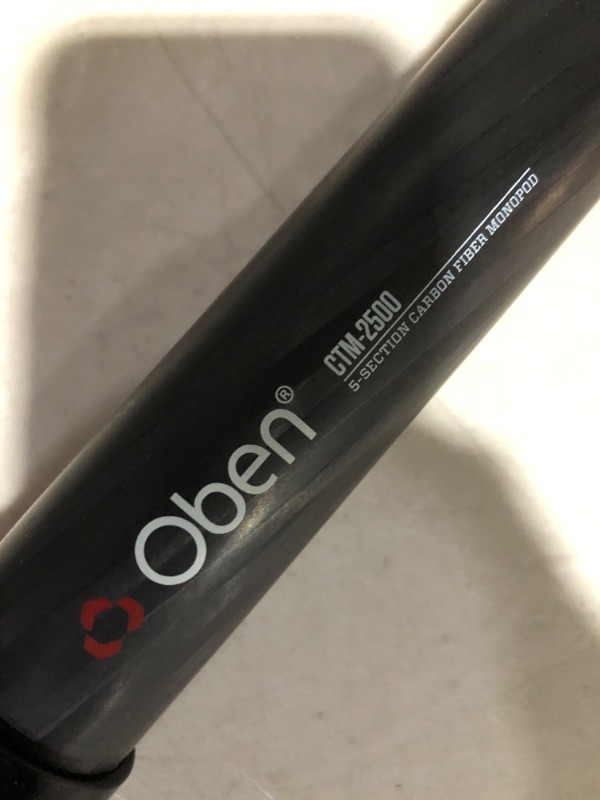 Oben®
CTM-2500
5-SECTION CARBON FIBER MONOPOD